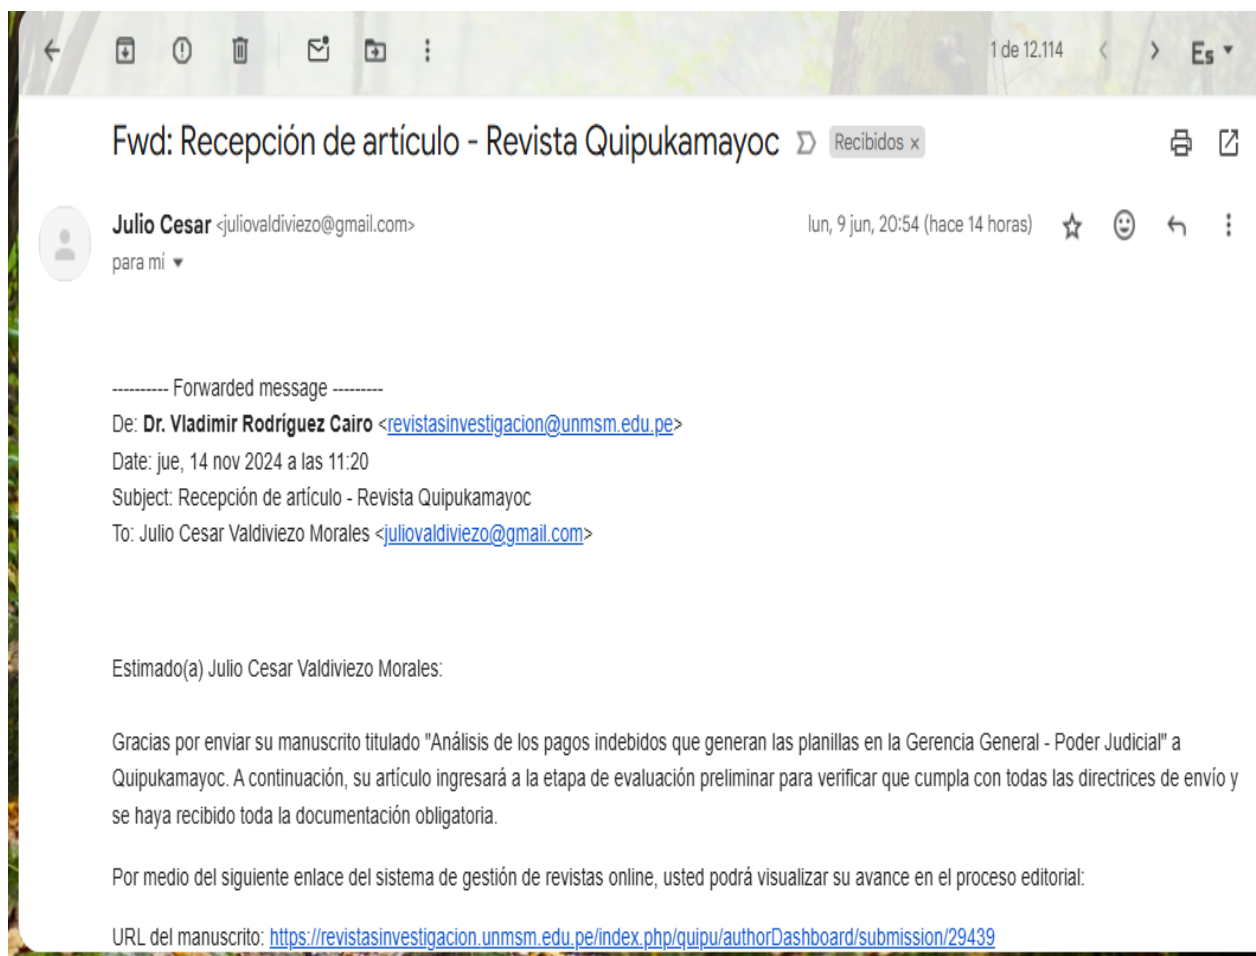 1 de 12.114
Es
Fwd: Recepción de artículo - Revista Quipukamayoc
Recibidos ×
Julio Cesar <juliovaldiviezo@gmail.com>
lun, 9 jun, 20:54 (hace 14 horas)
para mí
---------- Forwarded message ---------
De: Dr. Vladimir Rodríguez Cairo <revistasinvestigacion@unmsm.edu.pe>
Date: jue, 14 nov 2024 a las 11:20
Subject: Recepción de artículo - Revista Quipukamayoc
To: Julio Cesar Valdiviezo Morales <juliovaldiviezo@gmail.com>
Estimado(a) Julio Cesar Valdiviezo Morales:
Gracias por enviar su manuscrito titulado "Análisis de los pagos indebidos que generan las planillas en la Gerencia General - Poder Judicial" a
Quipukamayoc. A continuación, su artículo ingresará a la etapa de evaluación preliminar para verificar que cumpla con todas las directrices de envío y
se haya recibido toda la documentación obligatoria.
Por medio del siguiente enlace del sistema de gestión de revistas online, usted podrá visualizar su avance en el proceso editorial:
URL del manuscrito: https://revistasinvestigacion.unmsm.edu.pe/index.php/quipu/authorDashboard/submission/29439